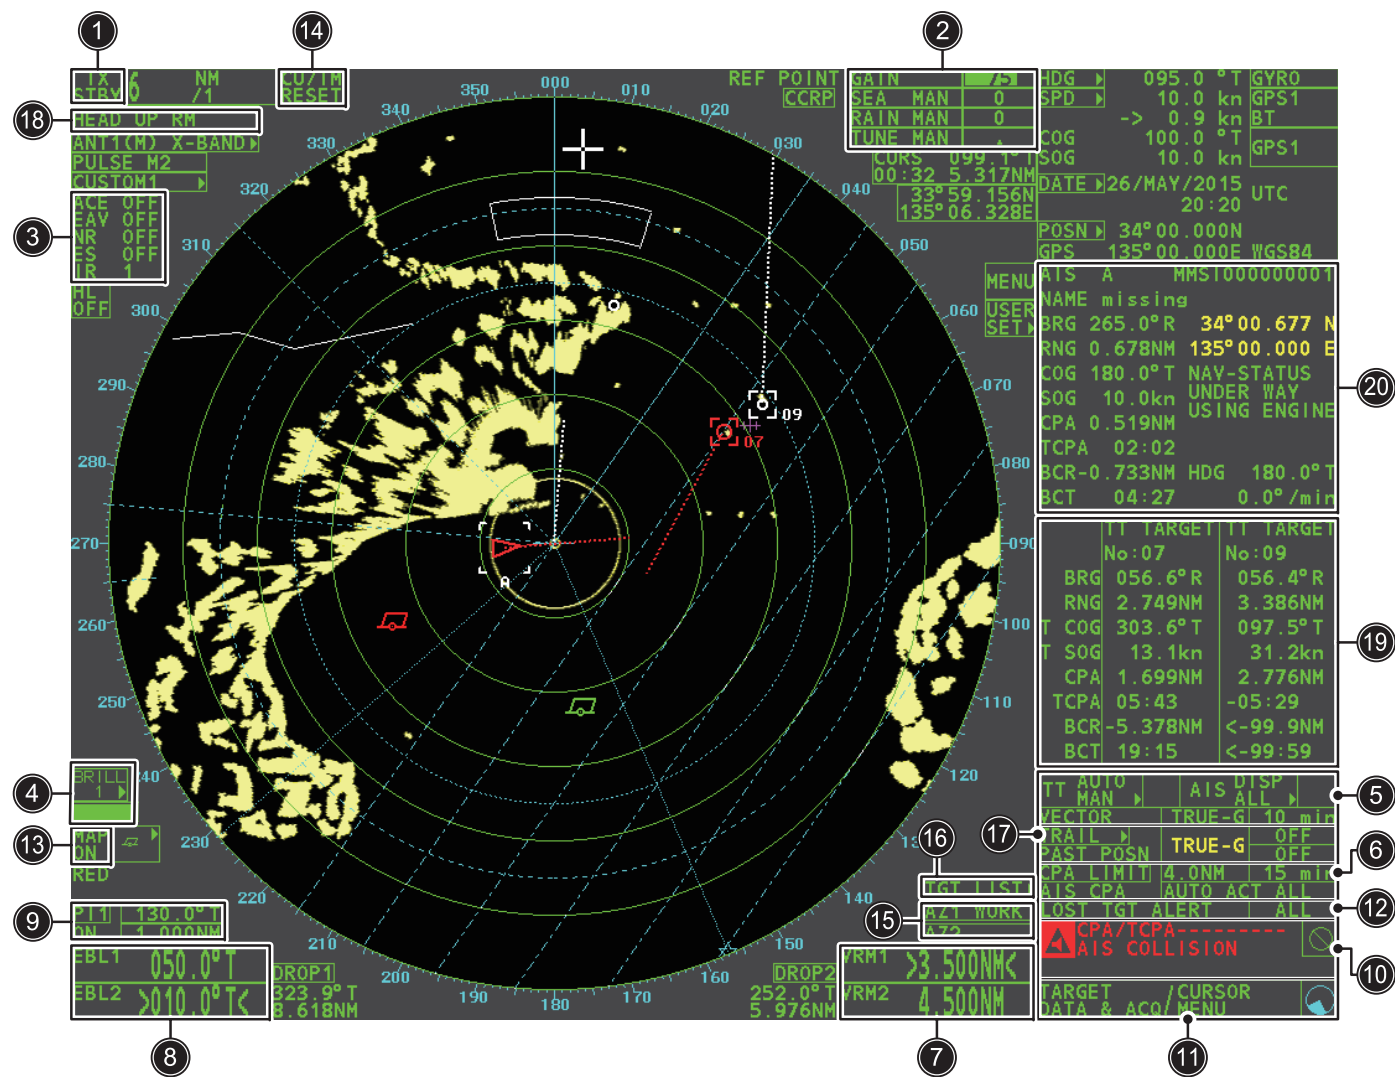 1
14
2
TX
STBY
6
NM
/1
CU/TM
RESET
18
HEAD UP RM
ANT1(M) X-BAND
PULSE M2
CUSTOM1
3
ACE OFF
EAV OFF
NR OFF
ES OFF
IR 1
HL
OFF
REF POINT
CCRP
GAIN 75
SEA MAN 0
RAIN MAN 0
TUNE MAN
CURS 099.1°T
00:32 5.317NM
33°59.156N
135°06.328E
HDG 095.0 °T GYRO
SPD 10.0 kn GPS1
-> 0.9 kn BT
COG 100.0 °T GPS1
SOG 10.0 kn
DATE 26/MAY/2015 UTC
20:20
POSN 34°00.000N
GPS 135°00.000E WGS84
MENU
USER
SET
000
010
020
030
040
050
060
070
080
090
100
110
120
140
150
160
170
180
190
200
210
220
230
240
250
260
270
280
290
300
310
320
330
340
350
09
07
A
AIS A MMSI000000001
NAME missing
BRG 265.0°R 34°00.677 N
RNG 0.678NM 135°00.000 E
COG 180.0°T NAV-STATUS
SOG 10.0kn UNDER WAY
USING ENGINE
CPA 0.519NM
TCPA 02:02
BCR-0.733NM HDG 180.0°T
BCT 04:27 0.0°/min
20
TT TARGET TT TARGET
No:07 No:09
BRG 056.6°R 056.4°R
RNG 2.749NM 3.386NM
T COG 303.6°T 097.5°T
T SOG 13.1kn 31.2kn
CPA 1.699NM 2.776NM
TCPA 05:43 -05:29
BCR-5.378NM <-99.9NM
BCT 19:15 <-99:59
19
4
BRILL
1
13
MAP
ON
RED
9
PI1 130.0°T
ON 1.000NM
EBL1 050.0°T
EBL2 >010.0°T<
8
DROP1
323.9°T
8.618NM
16
TGT LIST
15
AZ1 WORK
AZ2
DROP2
252.0°T
5.976NM
VRM1 >3.500NM<
VRM2 4.500NM
7
TT AUTO
MAN
AIS DISP
ALL
5
VECTOR TRUE-G 10 min
17
TRAIL TRUE-G OFF
PAST POSN OFF
6
CPA LIMIT 4.0NM 15 min
AIS CPA AUTO ACT ALL
12
LOST TGT ALERT ALL
CPA/TCPA----------
AIS COLLISION
10
TARGET /CURSOR
DATA & ACQ/ MENU
11